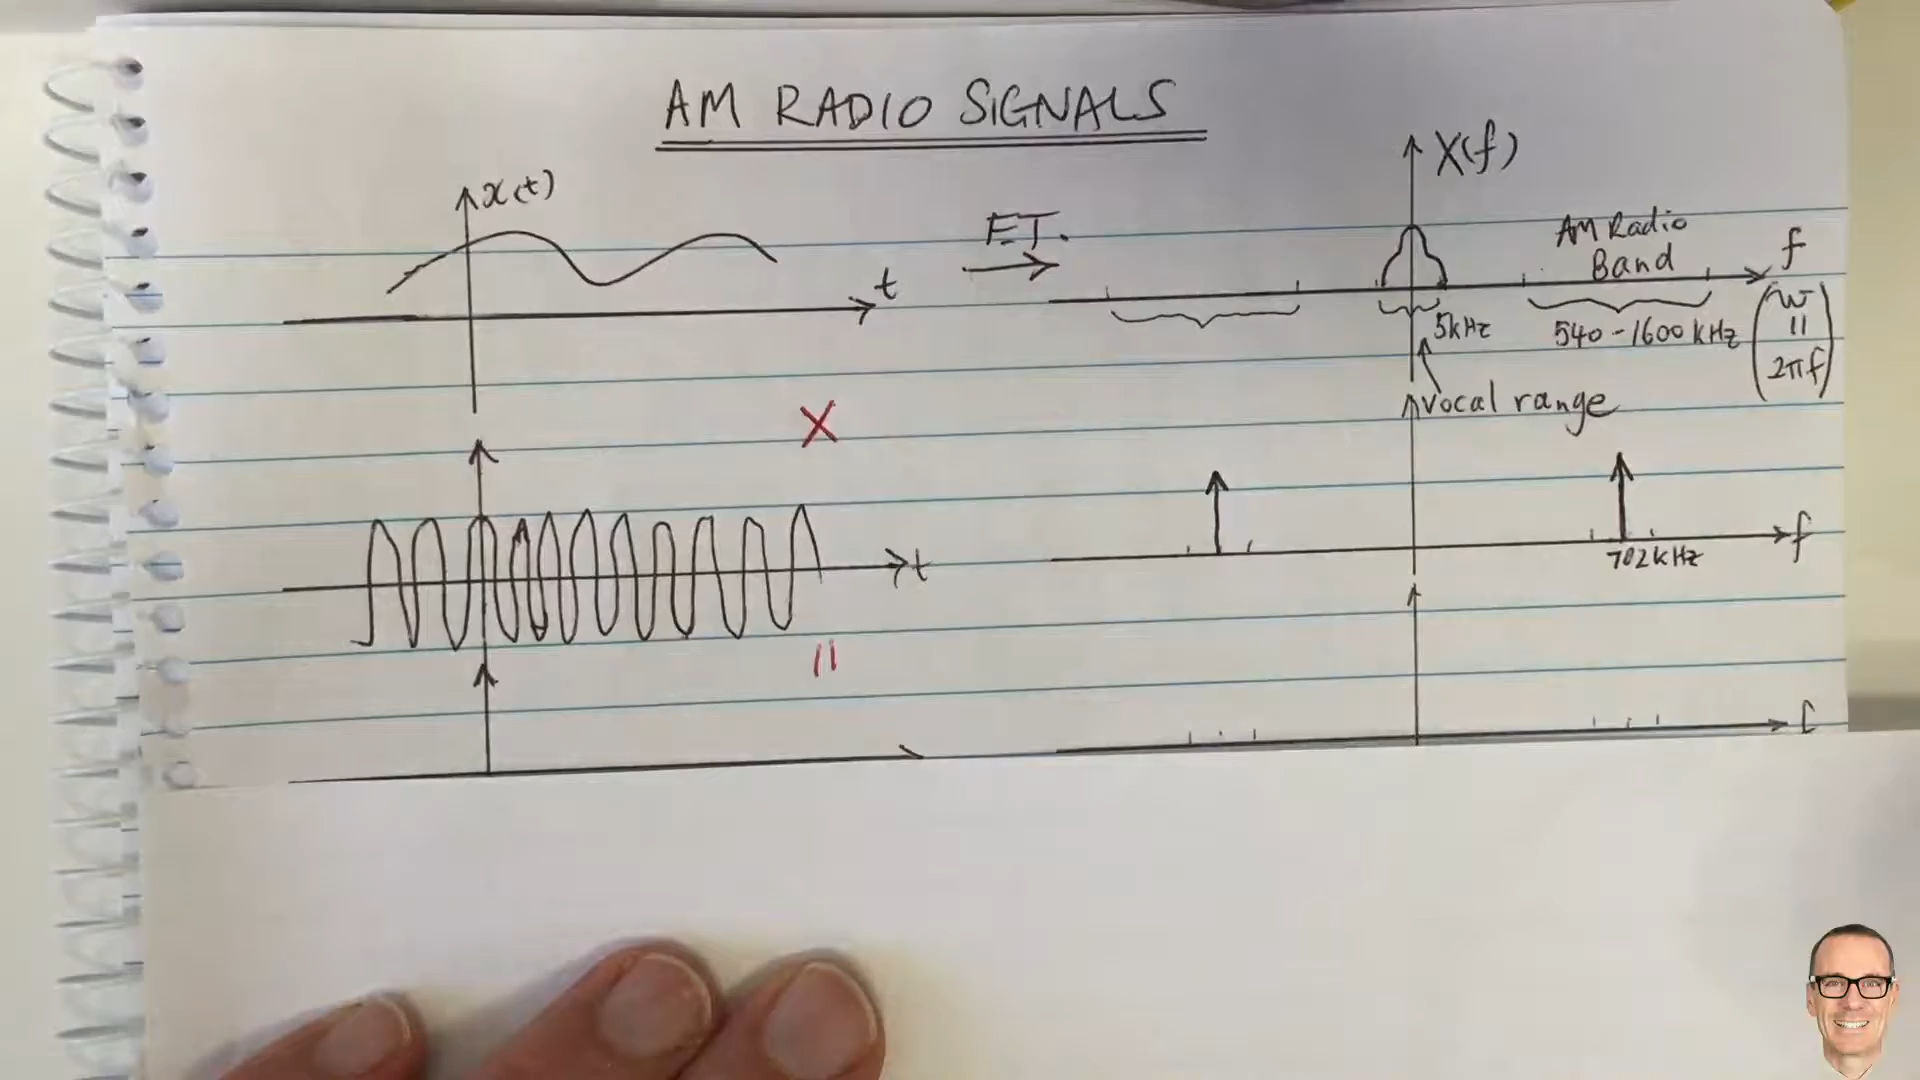 AM RADIO SIGNALS
x(t)
t
F.T.
X(f)
AM Radio
Band
f
5kHz
540-1600 kHz
(w
=
2πf)
Vocal range
X
t
702kHz
f
=
f